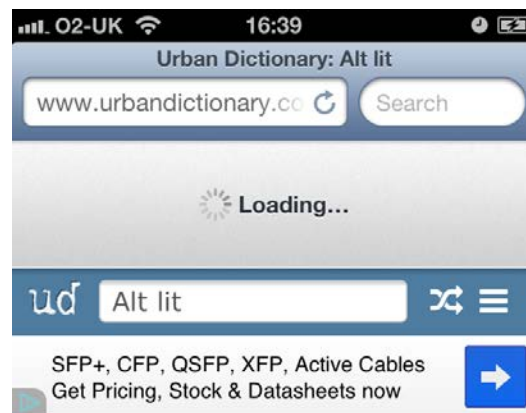 O2-UK 16:39
Urban Dictionary: Alt lit
www.urbandictionary.co Search
Loading...
ud Alt lit
SFP+, CFP, QSFP, XFP, Active Cables
Get Pricing, Stock & Datasheets now